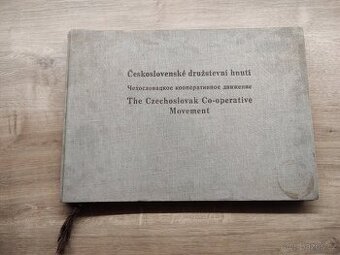 Československé družstevní hnutí
Чехословацкое кооперативное движение
The Czechoslovak Co-operative
Movement